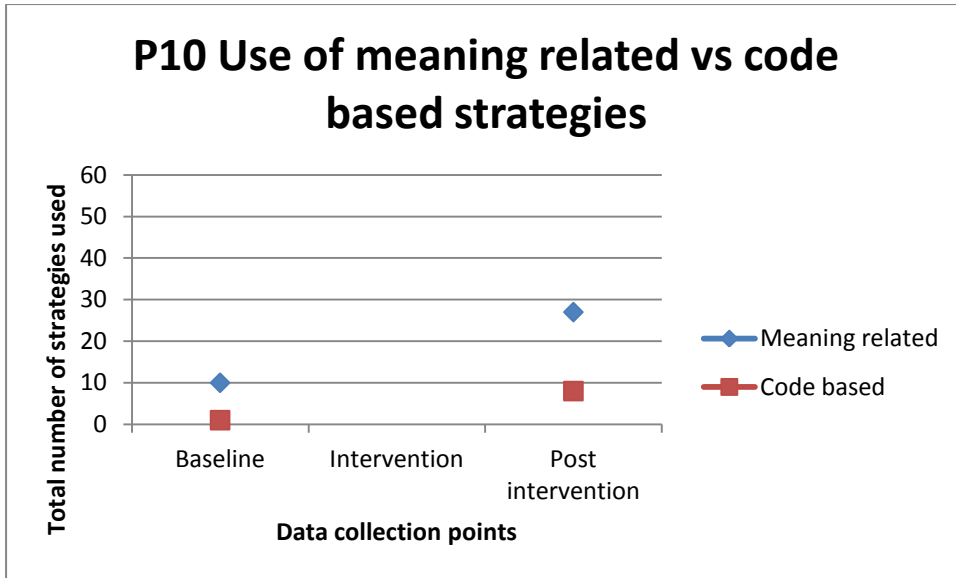 P10 Use of meaning related vs code
based strategies
Total number of strategies used
60
50
40
30
20
10
0
Baseline
Intervention
Post
intervention
Data collection points
Meaning related
Code based